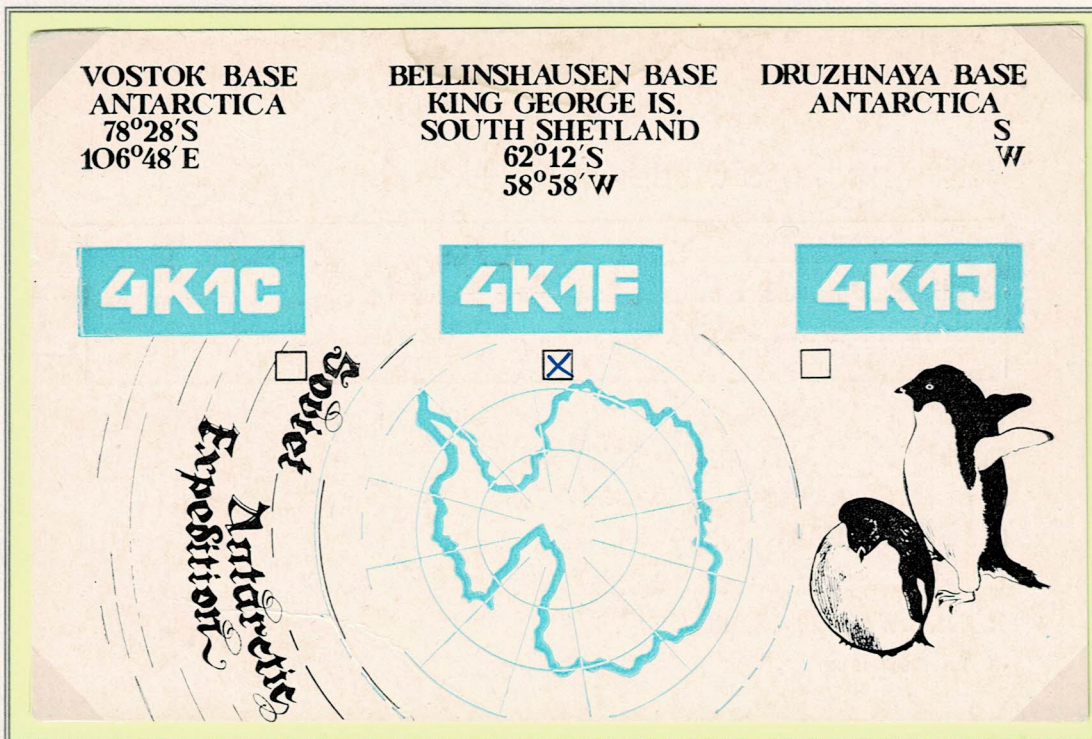 VOSTOK BASE
ANTARCTICA
78°28′S
106°48′E
BELLINSHAUSEN BASE
KING GEORGE IS.
SOUTH SHETLAND
62°12′S
58°58′W
DRUZHNAYA BASE
ANTARCTICA
S
W
4K1C
4K1F
4K1J
Soviet
Antarctic
Expedition